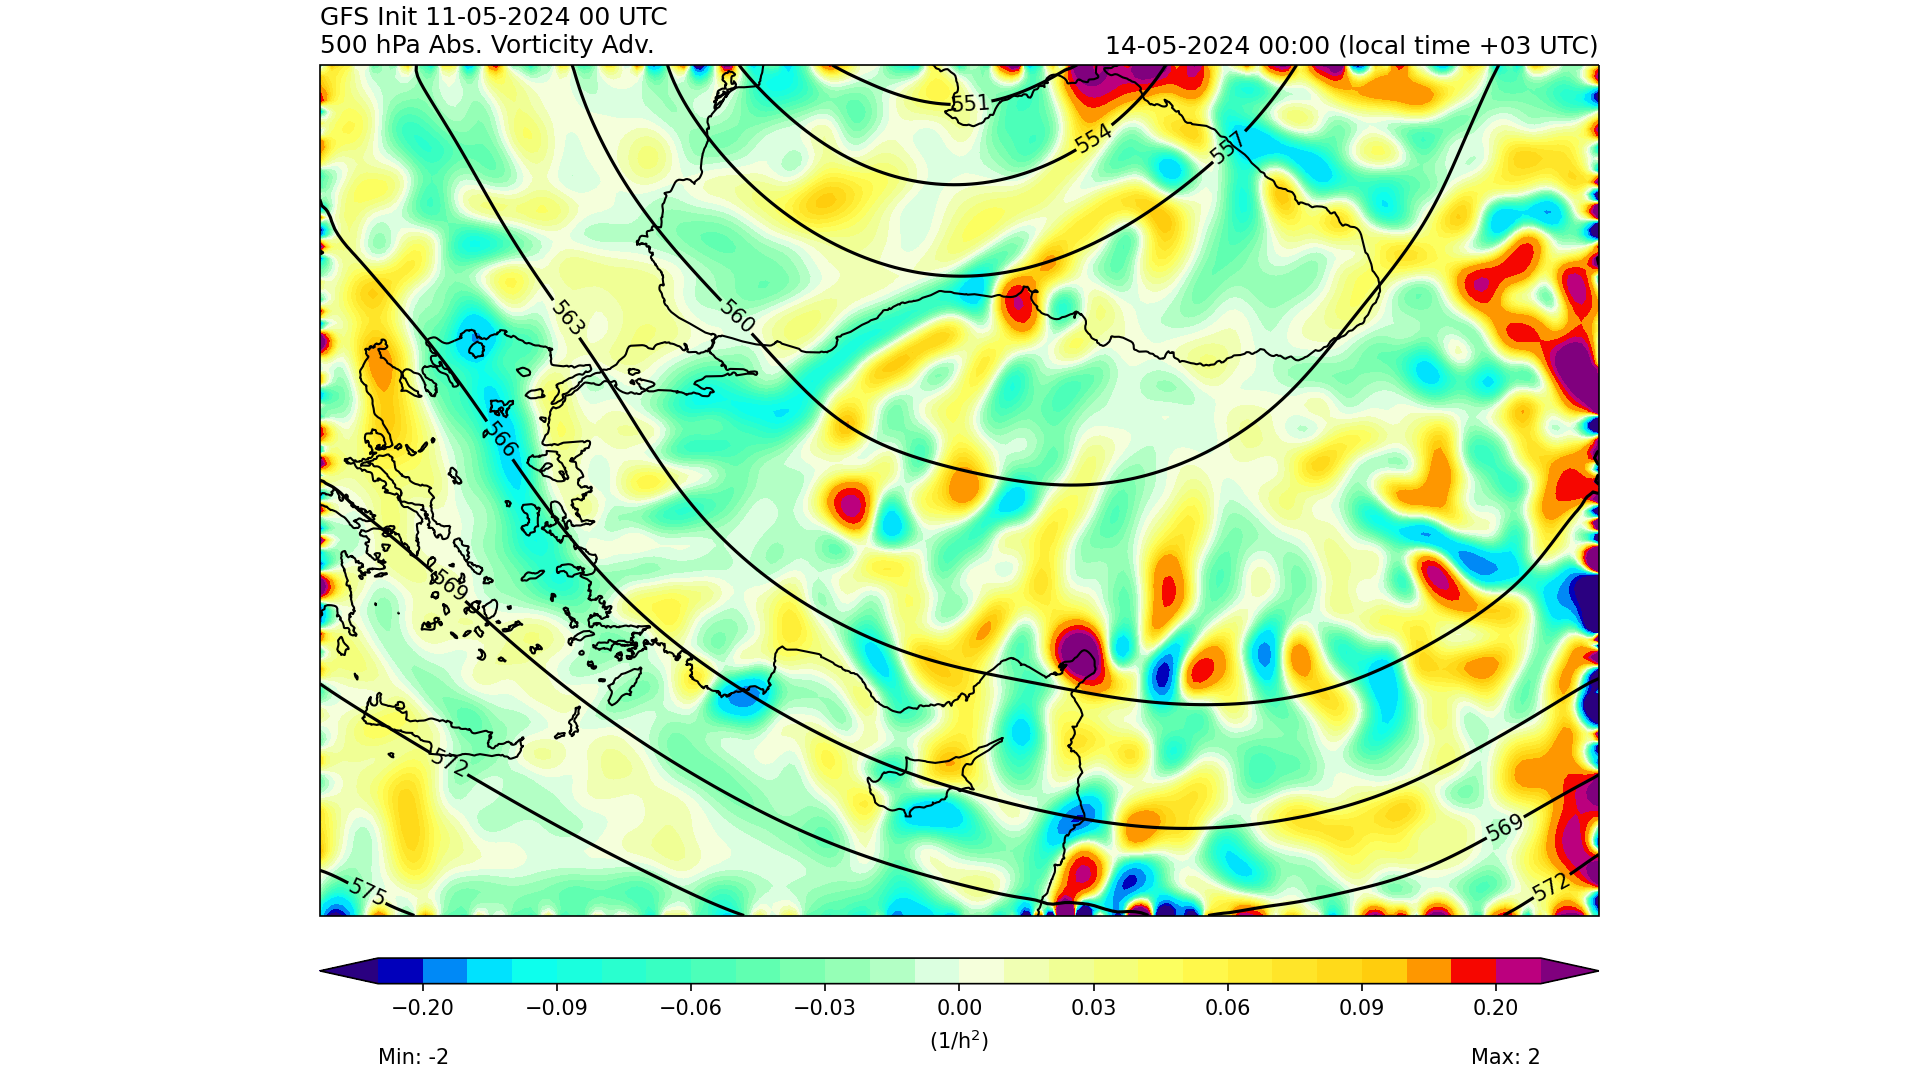 GFS Init 11-05-2024 00 UTC
500 hPa Abs. Vorticity Adv.
14-05-2024 00:00 (local time +03 UTC)
551
554
557
560
563
566
569
572
575
569
572
−0.20 −0.09 −0.06 −0.03 0.00 0.03 0.06 0.09 0.20
(1/h²)
Min: -2
Max: 2